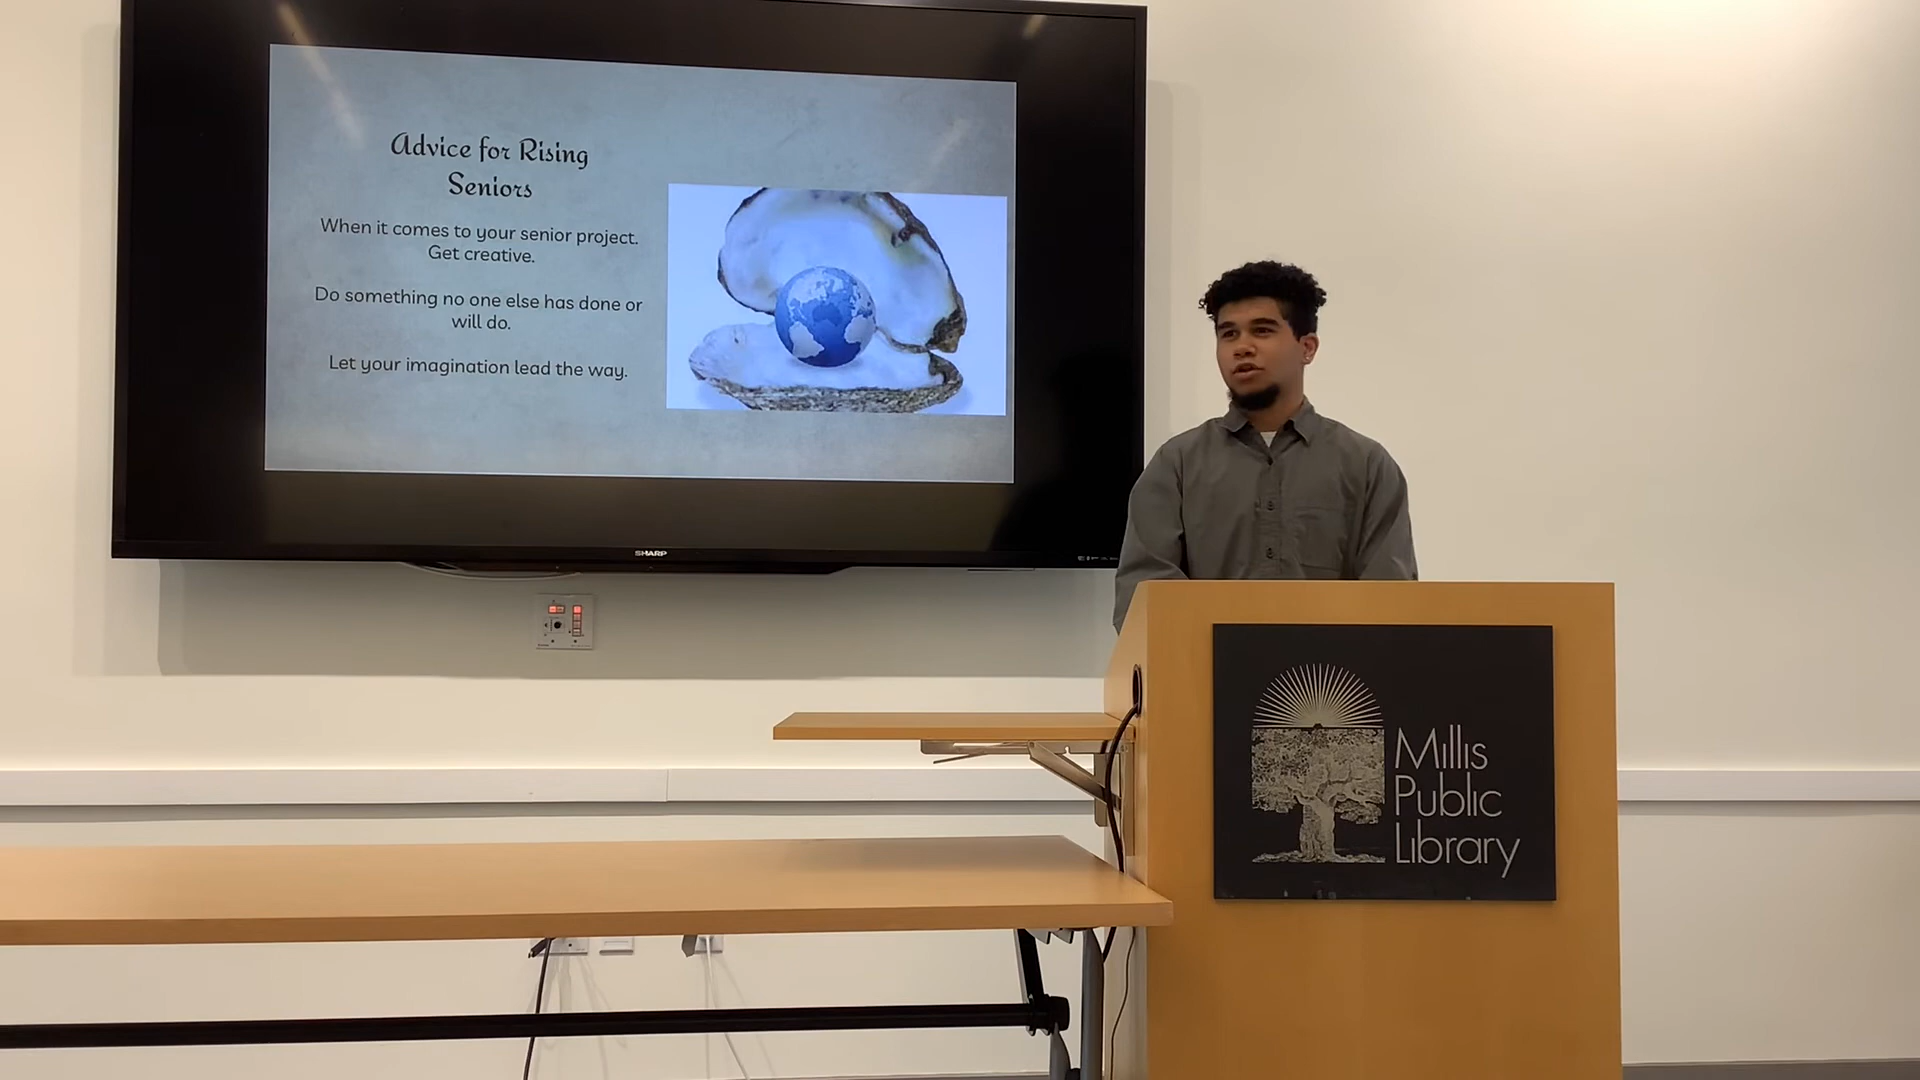 Advice for Rising
Seniors
When it comes to your senior project.
Get creative.
Do something no one else has done or
will do.
Let your imagination lead the way.
SHARP
Millis
Public
Library